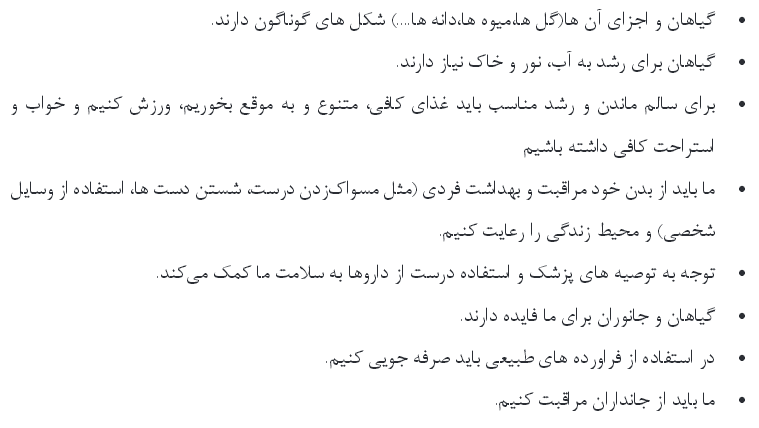 • گیاهان و اجزای آن ها(گل ها،میوه ها،دانه ها....) شکل های گوناگون دارند.
• گیاهان برای رشد به آب، نور و خاک نیاز دارند.
• برای سالم ماندن و رشد مناسب باید غذای کافی، متنوع و به موقع بخوریم، ورزش کنیم و خواب و
استراحت کافی داشته باشیم
• ما باید از بدن خود مراقبت و بهداشت فردی (مثل مسواک‌زدن درست، شستن دست ها، استفاده از وسایل
شخصی) و محیط زندگی را رعایت کنیم.
• توجه به توصیه های پزشک و استفاده درست از داروها به سلامت ما کمک می‌کند.
• گیاهان و جانوران برای ما فایده دارند.
• در استفاده از فراورده های طبیعی باید صرفه جویی کنیم.
• ما باید از جانداران مراقبت کنیم.